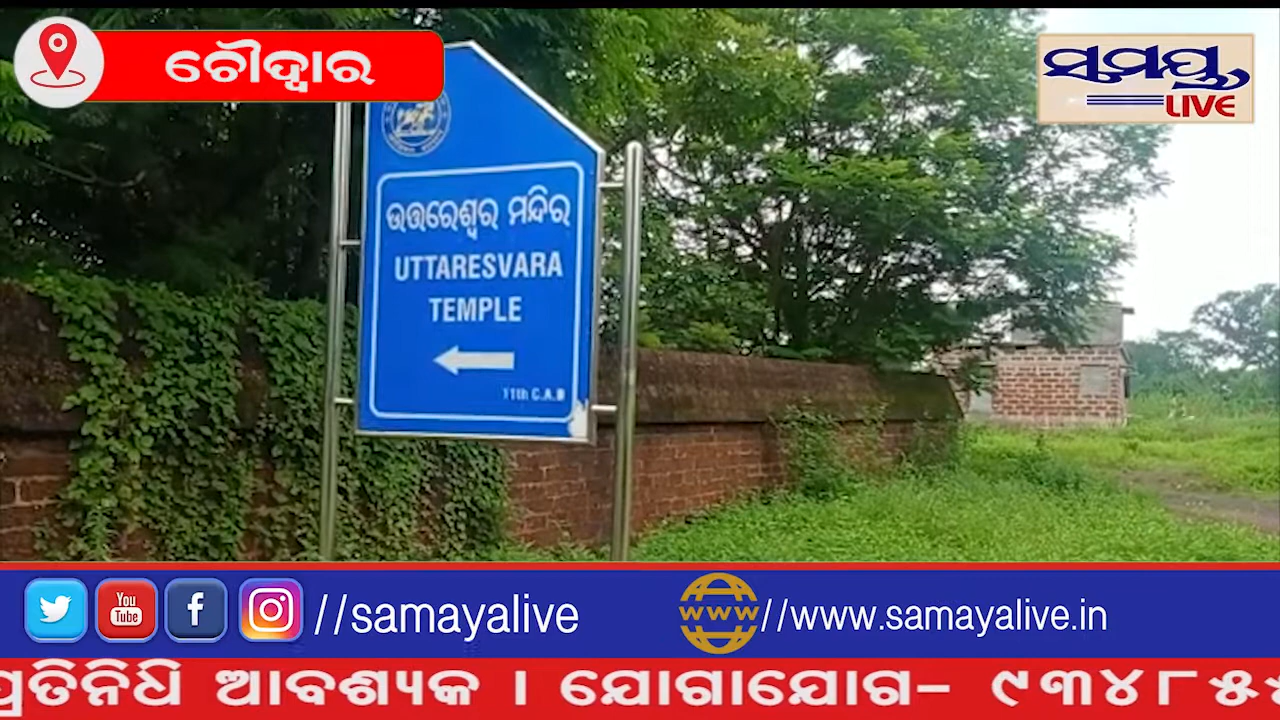 ଚୌଦ୍ୱାର
ସମୟ
LIVE
ଉତ୍ତରେଶ୍ୱର ମନ୍ଦିର
UTTARESVARA
TEMPLE
11th C.A.D
You
Tube
//samayalive
www//www.samayalive.in
ପ୍ରତିନିଧି ଆବଶ୍ୟକ । ଯୋଗାଯୋଗ– ୯୩୪୮୫